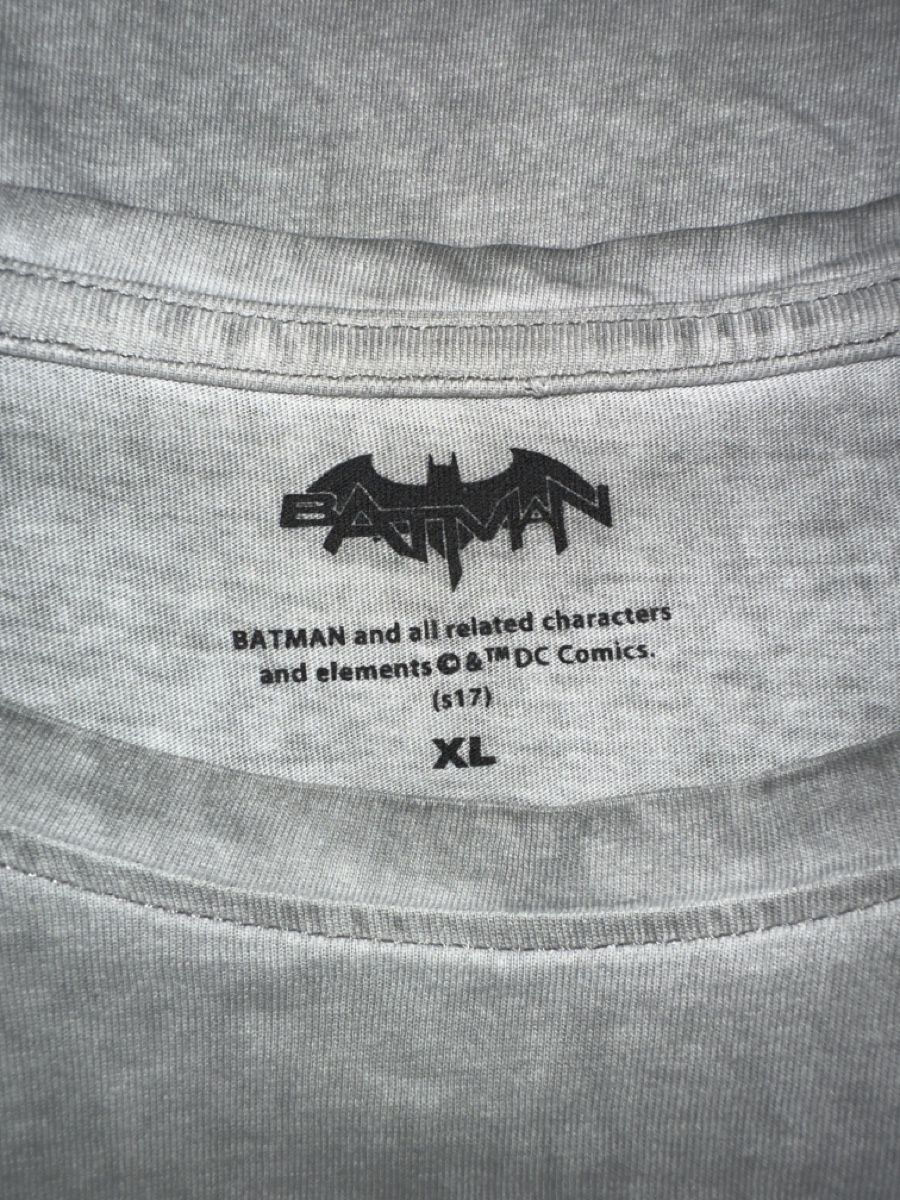 BATMAN
BATMAN and all related characters
and elements © & ™ DC Comics.
(s17)
XL